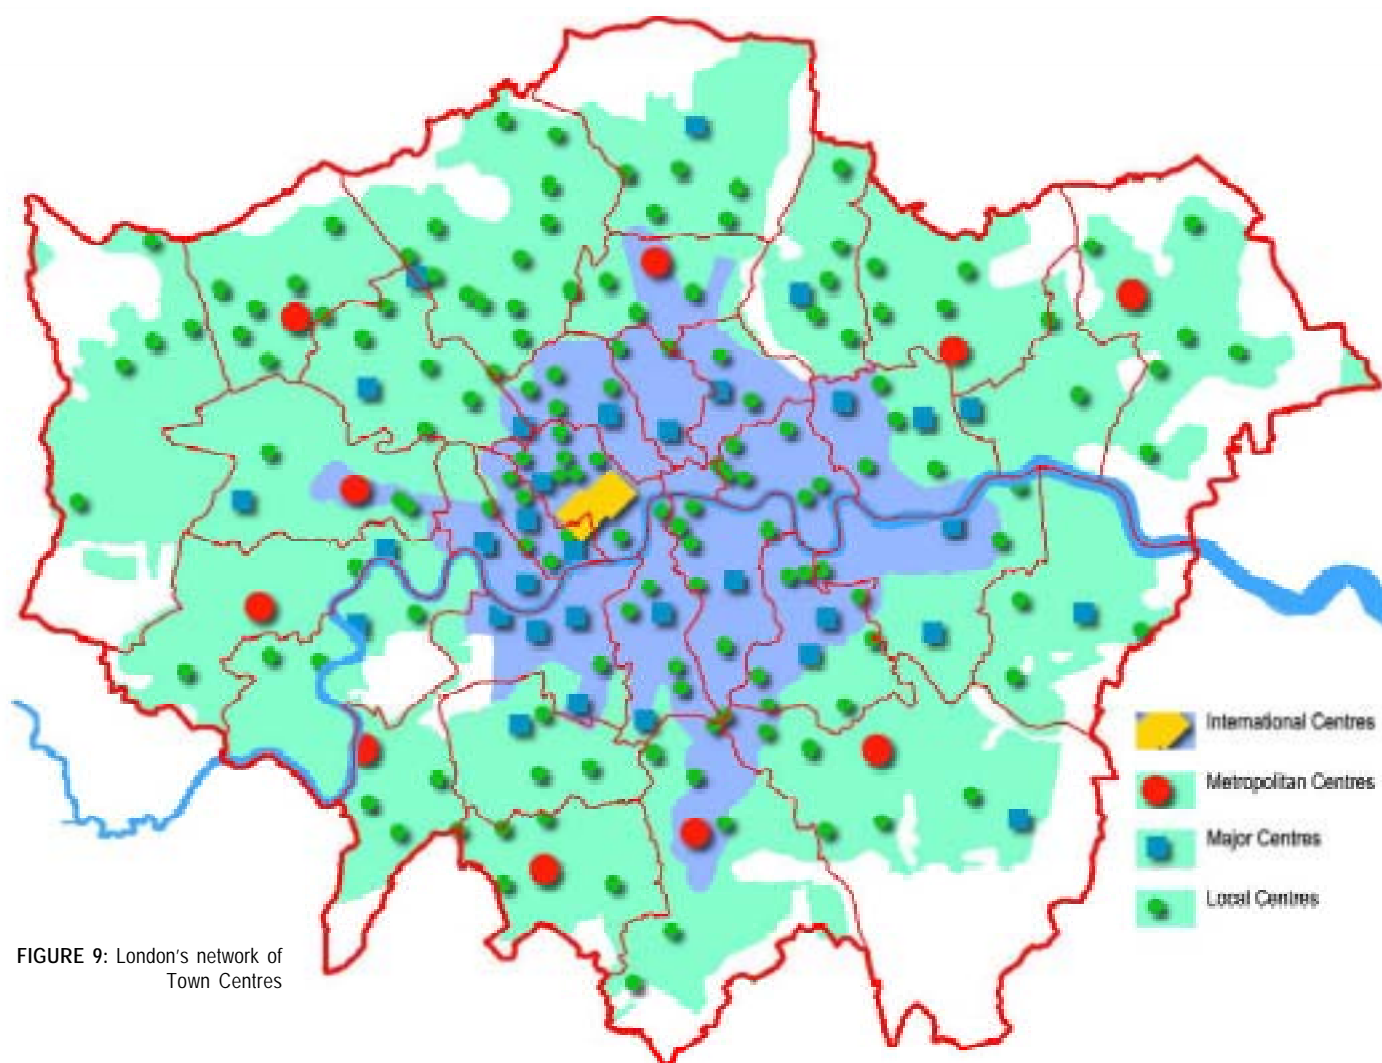 International Centres
Metropolitan Centres
Major Centres
Local Centres
FIGURE 9: London's network of
Town Centres